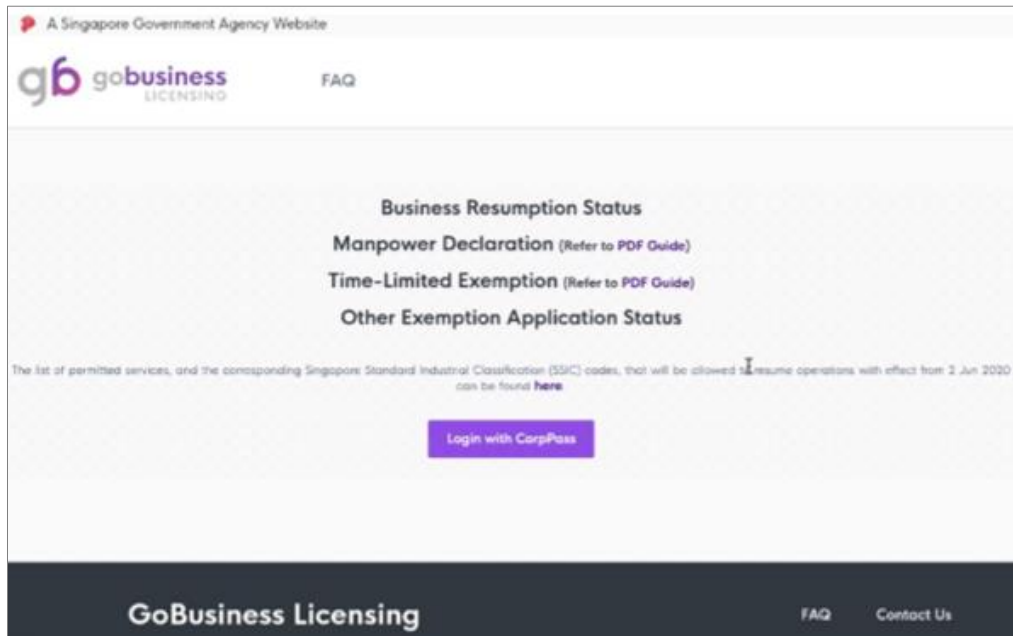 A Singapore Government Agency Website
gb gobusiness
LICENSING
FAQ
Business Resumption Status
Manpower Declaration (Refer to PDF Guide)
Time-Limited Exemption (Refer to PDF Guide)
Other Exemption Application Status
The list of permitted services, and the corresponding Singapore Standard Industrial Classification (SSIC) codes, that will be allowed to resume operations with effect from 2 Jun 2020
can be found here
Login with CorpPass
GoBusiness Licensing
FAQ
Contact Us